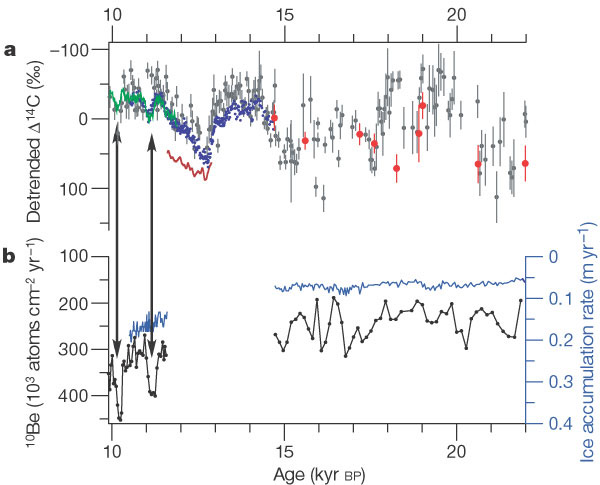 10 15 20
a
Detrended Δ¹⁴C (‰)
−100
0
100
b
¹⁰Be (10³ atoms cm⁻² yr⁻¹)
100
200
300
400
0
0.1
0.2
0.3
0.4
Ice accumulation rate (m yr⁻¹)
10 15 20
Age (kyr BP)